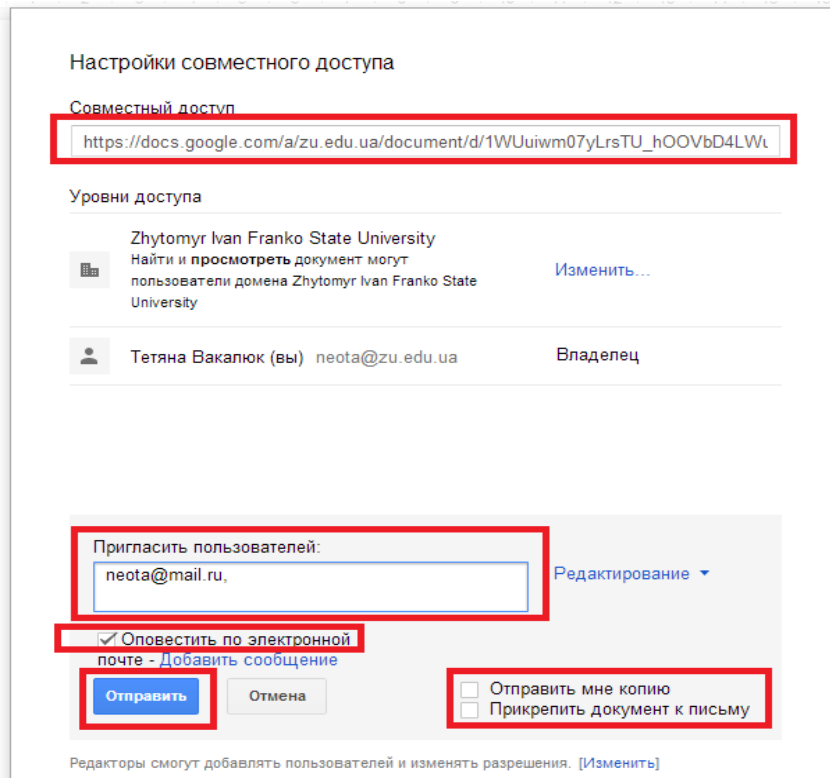 Настройки совместного доступа
Совместный доступ
https://docs.google.com/a/zu.edu.ua/document/d/1WUuiwm07yLrsTU_hOOVbD4LWu
Уровни доступа
Zhytomyr Ivan Franko State University
Найти и просмотреть документ могут
пользователи домена Zhytomyr Ivan Franko State
University
Изменить...
Тетяна Вакалюк (вы) neota@zu.edu.ua Владелец
Пригласить пользователей:
neota@mail.ru,
Редактирование
Оповестить по электронной
почте - Добавить сообщение
Отправить Отмена
Отправить мне копию
Прикрепить документ к письму
Редакторы смогут добавлять пользователей и изменять разрешения. [Изменить]